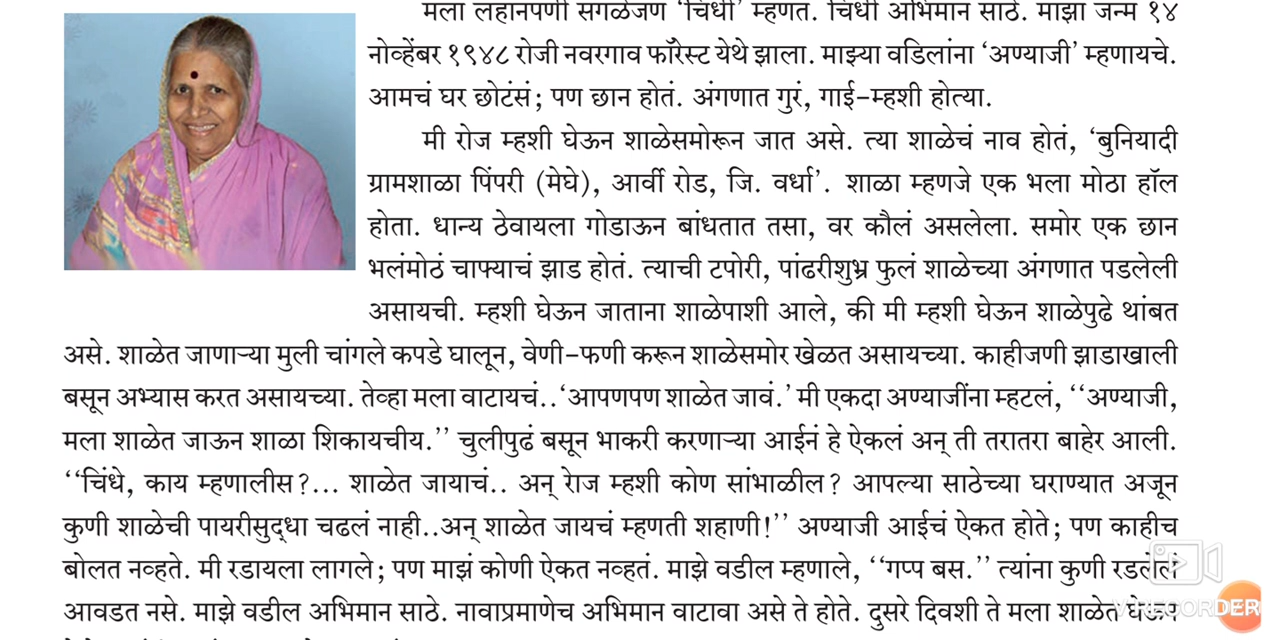 मला लहानपणी सगळेजण ‘चिंधी’ म्हणत. चिंधी अभिमान साठे. माझा जन्म १४
नोव्हेंबर १९४८ रोजी नवरगाव फॉरेस्ट येथे झाला. माझ्या वडिलांना ‘अण्याजी’ म्हणायचे.
आमचं घर छोटंसं; पण छान होतं. अंगणात गुरं, गाई-म्हशी होत्या.
मी रोज म्हशी घेऊन शाळेसमोरून जात असे. त्या शाळेचं नाव होतं, ‘बुनियादी
ग्रामशाळा पिंपरी (मेघे), आर्वी रोड, जि. वर्धा’. शाळा म्हणजे एक भला मोठा हॉल
होता. धान्य ठेवायला गोडाऊन बांधतात तसा, वर कौलं असलेला. समोर एक छान
भलंमोठं चाफ्याचं झाड होतं. त्याची टपोरी, पांढरीशुभ्र फुलं शाळेच्या अंगणात पडलेली
असायची. म्हशी घेऊन जाताना शाळेपाशी आले, की मी म्हशी घेऊन शाळेपुढे थांबत
असे. शाळेत जाणाऱ्या मुली चांगले कपडे घालून, वेणी-फणी करून शाळेसमोर खेळत असायच्या. काहीजणी झाडाखाली
बसून अभ्यास करत असायच्या. तेव्हा मला वाटायचं..‘आपणपण शाळेत जावं.’ मी एकदा अण्याजींना म्हटलं, ‘‘अण्याजी,
मला शाळेत जाऊन शाळा शिकायचीय.’’ चुलीपुढं बसून भाकरी करणाऱ्या आईनं हे ऐकलं अन् ती तरातरा बाहेर आली.
‘‘चिंधे, काय म्हणालीस?... शाळेत जायाचं.. अन् रोज म्हशी कोण सांभाळील? आपल्या साठेच्या घराण्यात अजून
कुणी शाळेची पायरीसुद्धा चढलं नाही..अन् शाळेत जायचं म्हणती शहाणी!’’ अण्याजी आईचं ऐकत होते; पण काहीच
बोलत नव्हते. मी रडायला लागले; पण माझं कोणी ऐकत नव्हतं. माझे वडील म्हणाले, ‘‘गप्प बस.’’ त्यांना कुणी रडलेलं
आवडत नसे. माझे वडील अभिमान साठे. नावाप्रमाणेच अभिमान वाटावा असे ते होते. दुसरे दिवशी ते मला शाळेत घेऊन